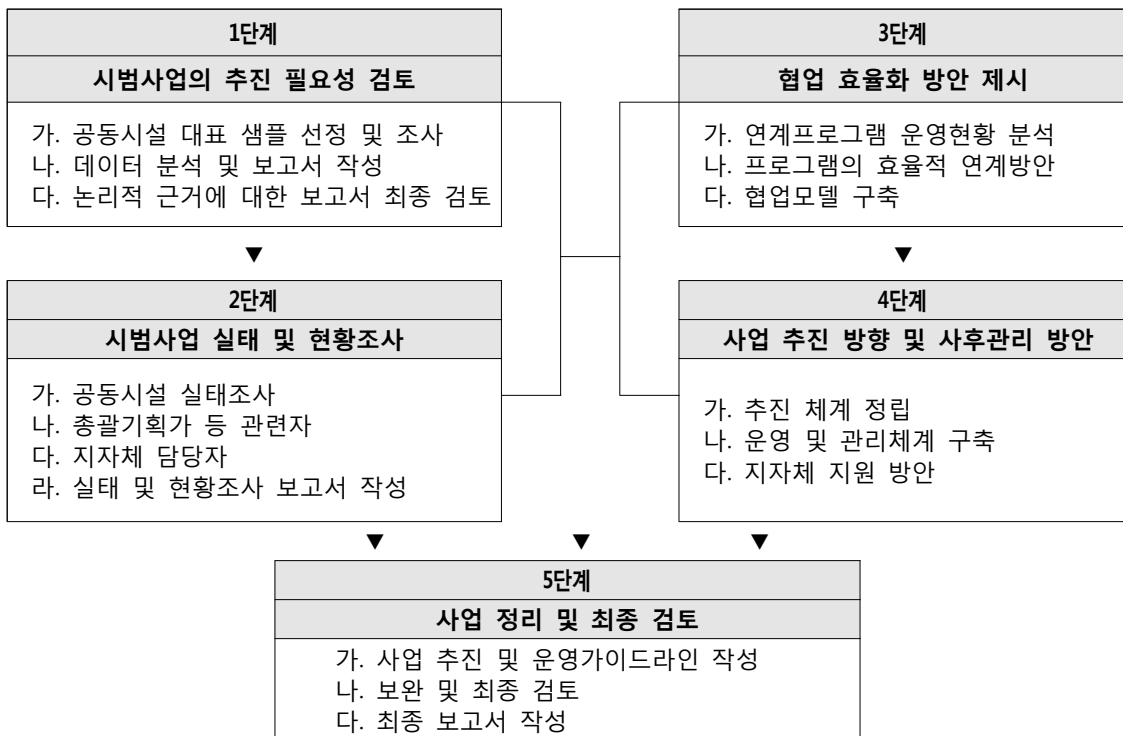 1단계
시범사업의 추진 필요성 검토
가. 공동시설 대표 샘플 선정 및 조사
나. 데이터 분석 및 보고서 작성
다. 논리적 근거에 대한 보고서 최종 검토
▼
2단계
시범사업 실태 및 현황조사
가. 공동시설 실태조사
나. 총괄기획가 등 관련자
다. 지자체 담당자
라. 실태 및 현황조사 보고서 작성
3단계
협업 효율화 방안 제시
가. 연계프로그램 운영현황 분석
나. 프로그램의 효율적 연계방안
다. 협업모델 구축
▼
4단계
사업 추진 방향 및 사후관리 방안
가. 추진 체계 정립
나. 운영 및 관리체계 구축
다. 지자체 지원 방안
▼ ▼ ▼
5단계
사업 정리 및 최종 검토
가. 사업 추진 및 운영가이드라인 작성
나. 보완 및 최종 검토
다. 최종 보고서 작성